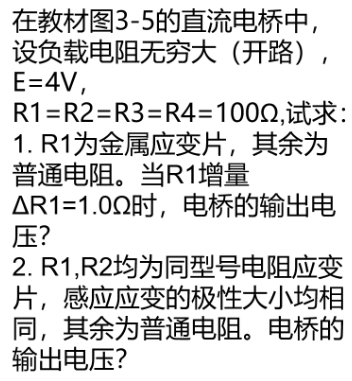 在教材图3-5的直流电桥中，
设负载电阻无穷大（开路），
E=4V，
R1=R2=R3=R4=100Ω,试求：
1. R1为金属应变片，其余为
普通电阻。当R1增量
ΔR1=1.0Ω时，电桥的输出电
压？
2. R1,R2均为同型号电阻应变
片，感应应变的极性大小均相
同，其余为普通电阻。电桥的
输出电压？